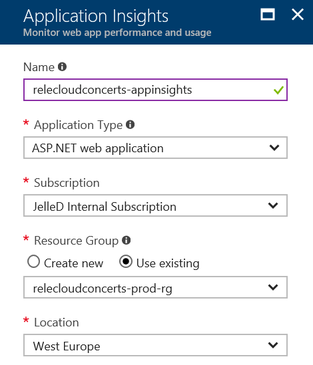 Application Insights
Monitor web app performance and usage
Name
relecloudconcerts-appinsights
* Application Type
ASP.NET web application
* Subscription
JelleD Internal Subscription
* Resource Group
Create new Use existing
relecloudconcerts-prod-rg
* Location
West Europe